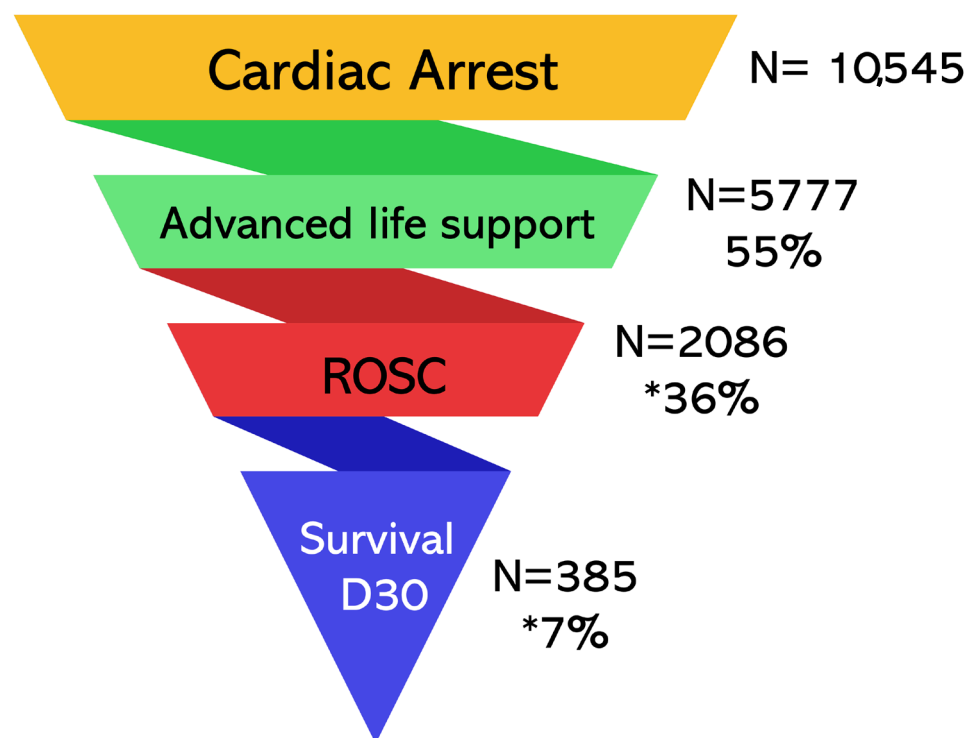 Cardiac Arrest
N= 10,545
Advanced life support
N=5777
55%
ROSC
N=2086
*36%
Survival
D30
N=385
*7%